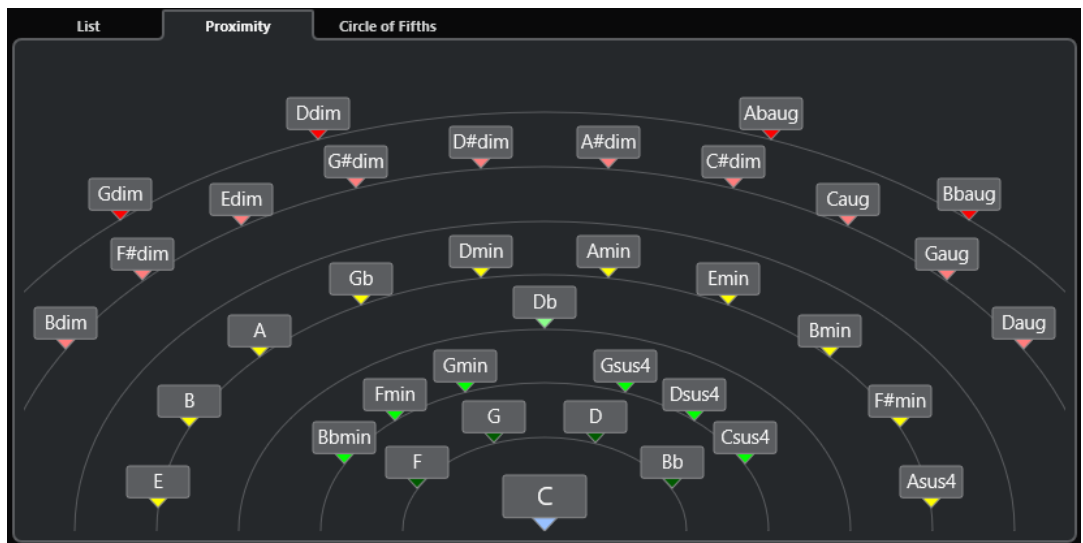 List Proximity Circle of Fifths
Ddim Abaug
D#dim A#dim
G#dim C#dim
Gdim Edim Caug Bbaug
F#dim Dmin Amin Gaug
Gb Emin
Bdim A Db Bmin Daug
Gmin Gsus4
B Fmin Dsus4 F#min
G D
Bbmin Csus4
F Bb
E Asus4
C